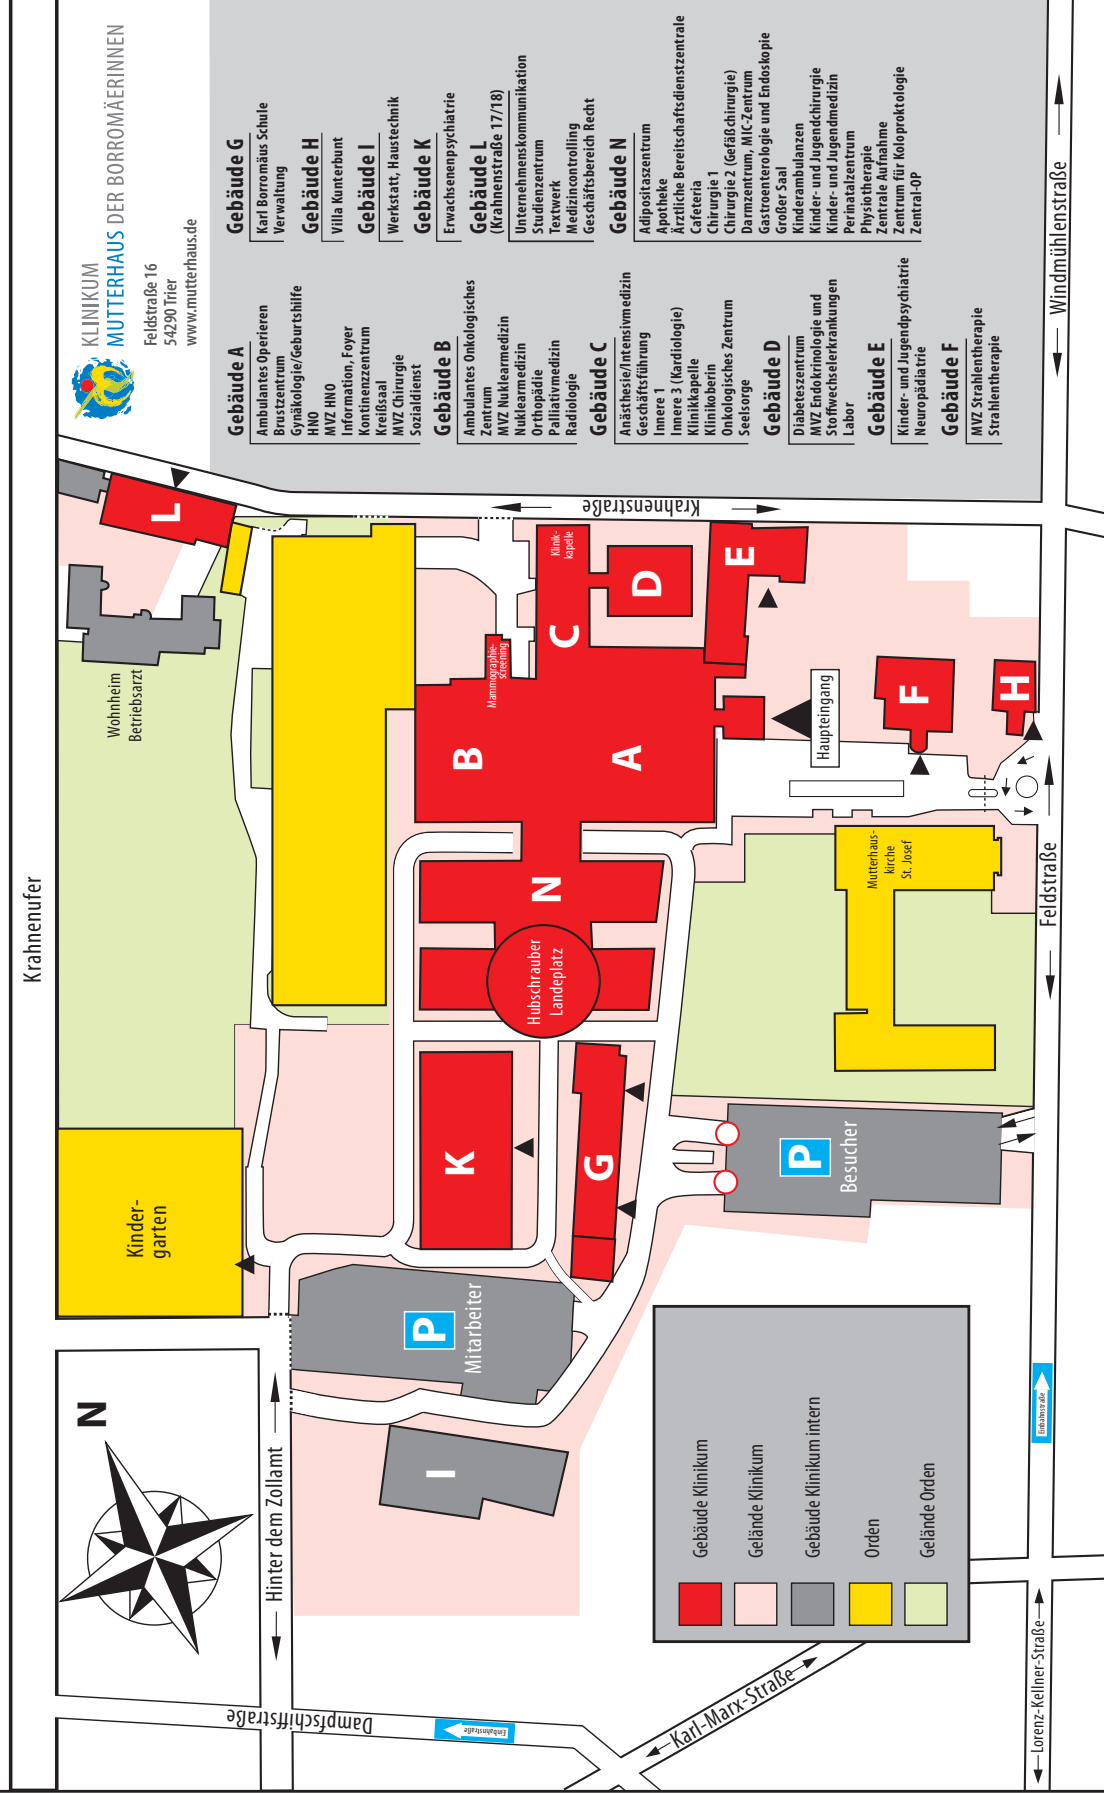 KLINIKUM
MUTTERHAUS DER BORROMÄERINNEN
Feldstraße 16
54290 Trier
www.mutterhaus.de
Gebäude A
Ambulantes Operieren
Brustzentrum
Gynäkologie/Geburtshilfe
HNO
MVZ HNO
Information, Foyer
Kontinenzzentrum
Kreißsaal
MVZ Chirurgie
Sozialdienst
Gebäude B
Ambulantes Onkologisches
Zentrum
MVZ Nuklearmedizin
Nuklearmedizin
Orthopädie
Palliativmedizin
Radiologie
Gebäude C
Anästhesie/Intensivmedizin
Geschäftsführung
Innere 1
Innere 3 (Kardiologie)
Klinikkapelle
Klinikoberin
Onkologisches Zentrum
Seelsorge
Gebäude D
Diabeteszentrum
MVZ Endokrinologie und
Stoffwechselerkrankungen
Labor
Gebäude E
Kinder- und Jugendpsychiatrie
Neuropädiatrie
Gebäude F
MVZ Strahlentherapie
Strahlentherapie
Gebäude G
Karl Borromäus Schule
Verwaltung
Gebäude H
Villa Kunterbunt
Gebäude I
Werkstatt, Haustechnik
Gebäude K
Erwachsenenpsychiatrie
Gebäude L
(Krahnenstraße 17/18)
Unternehmenskommunikation
Studienzentrum
Textwerk
Medizincontrolling
Geschäftsbereich Recht
Gebäude N
Adipositaszentrum
Apotheke
Ärztliche Bereitschaftsdienstzentrale
Cafeteria
Chirurgie 1
Chirurgie 2 (Gefäßchirurgie)
Darmzentrum, MIC-Zentrum
Gastroenterologie und Endoskopie
Großer Saal
Kinderambulanzen
Kinder- und Jugendchirurgie
Kinder- und Jugendmedizin
Perinatalzentrum
Physiotherapie
Zentrale Aufnahme
Zentrum für Koloproktologie
Zentral-OP
Krahnenufer
Windmühlenstraße
Krahnenstraße
Feldstraße
Hinter dem Zollamt
Dampfschiffstraße
Einbahnstraße
Karl-Marx-Straße
Lorenz-Kellner-Straße
Einbahnstraße
N
Kinder-
garten
Wohnheim
Betriebsarzt
L
Klinik-
kapelle
C
D
E
Mammographie-
screening
B
A
Haupteingang
F
H
Mutterhaus-
kirche
St. Josef
N
Hubschrauber
Landeplatz
K
G
P
Besucher
P
Mitarbeiter
I
Gebäude Klinikum
Gelände Klinikum
Gebäude Klinikum intern
Orden
Gelände Orden